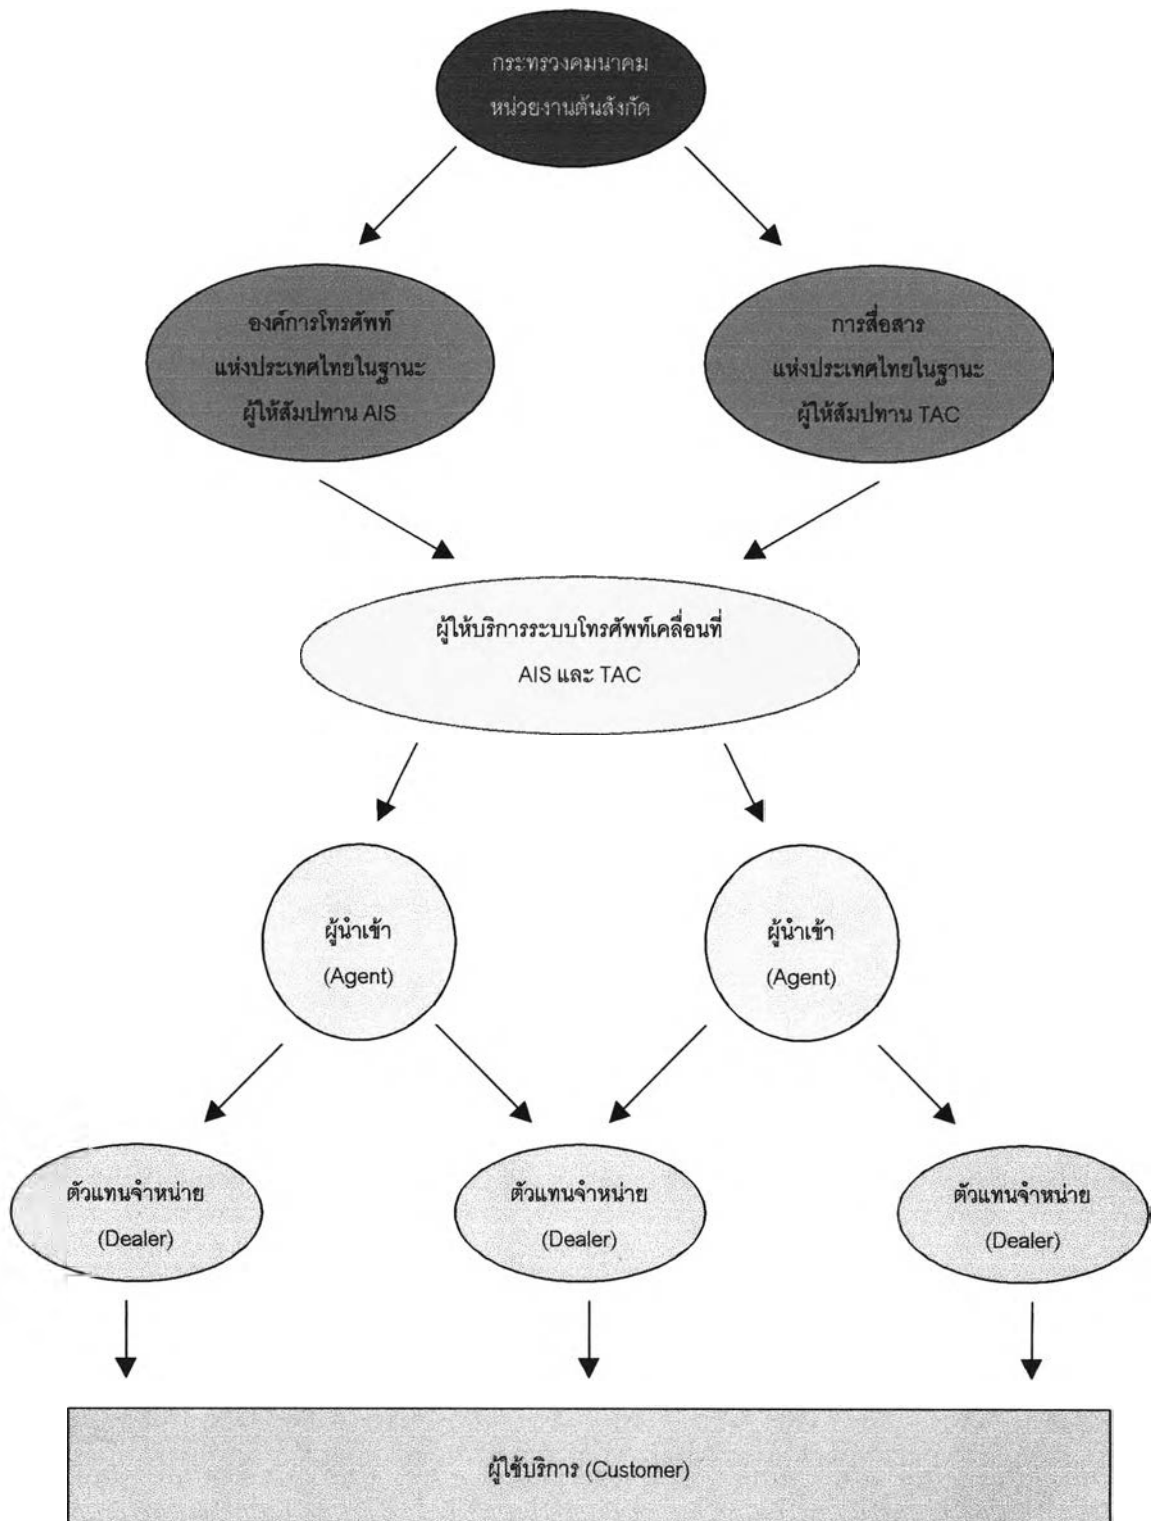 กระทรวงคมนาคม
หน่วยงานต้นสังกัด
องค์การโทรศัพท์
แห่งประเทศไทยในฐานะ
ผู้ให้สัมปทาน AIS
การสื่อสาร
แห่งประเทศไทยในฐานะ
ผู้ให้สัมปทาน TAC
ผู้ให้บริการระบบโทรศัพท์เคลื่อนที่
AIS และ TAC
ผู้นำเข้า
(Agent)
ผู้นำเข้า
(Agent)
ตัวแทนจำหน่าย
(Dealer)
ตัวแทนจำหน่าย
(Dealer)
ตัวแทนจำหน่าย
(Dealer)
ผู้ใช้บริการ (Customer)